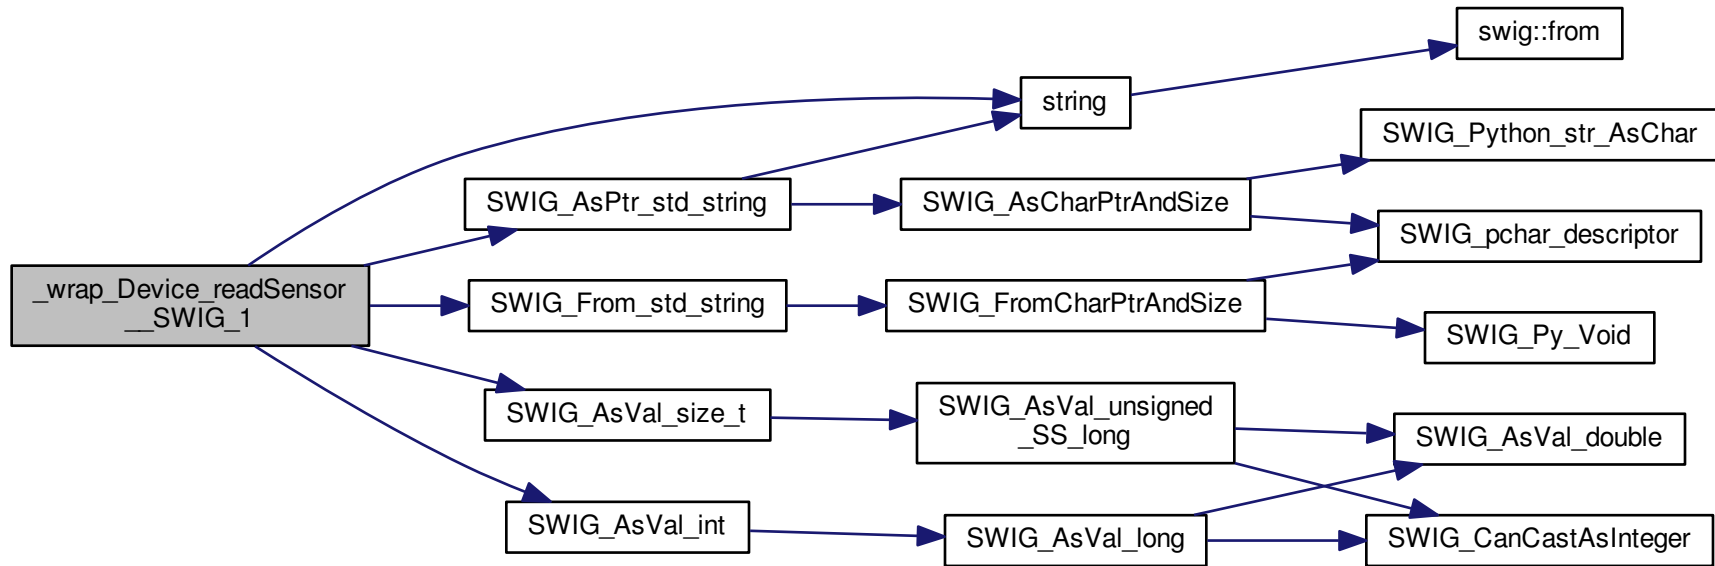 swig::from
string
SWIG_Python_str_AsChar
SWIG_AsPtr_std_string
SWIG_AsCharPtrAndSize
SWIG_pchar_descriptor
_wrap_Device_readSensor
__SWIG_1
SWIG_From_std_string
SWIG_FromCharPtrAndSize
SWIG_Py_Void
SWIG_AsVal_size_t
SWIG_AsVal_unsigned
_SS_long
SWIG_AsVal_double
SWIG_AsVal_int
SWIG_AsVal_long
SWIG_CanCastAsInteger